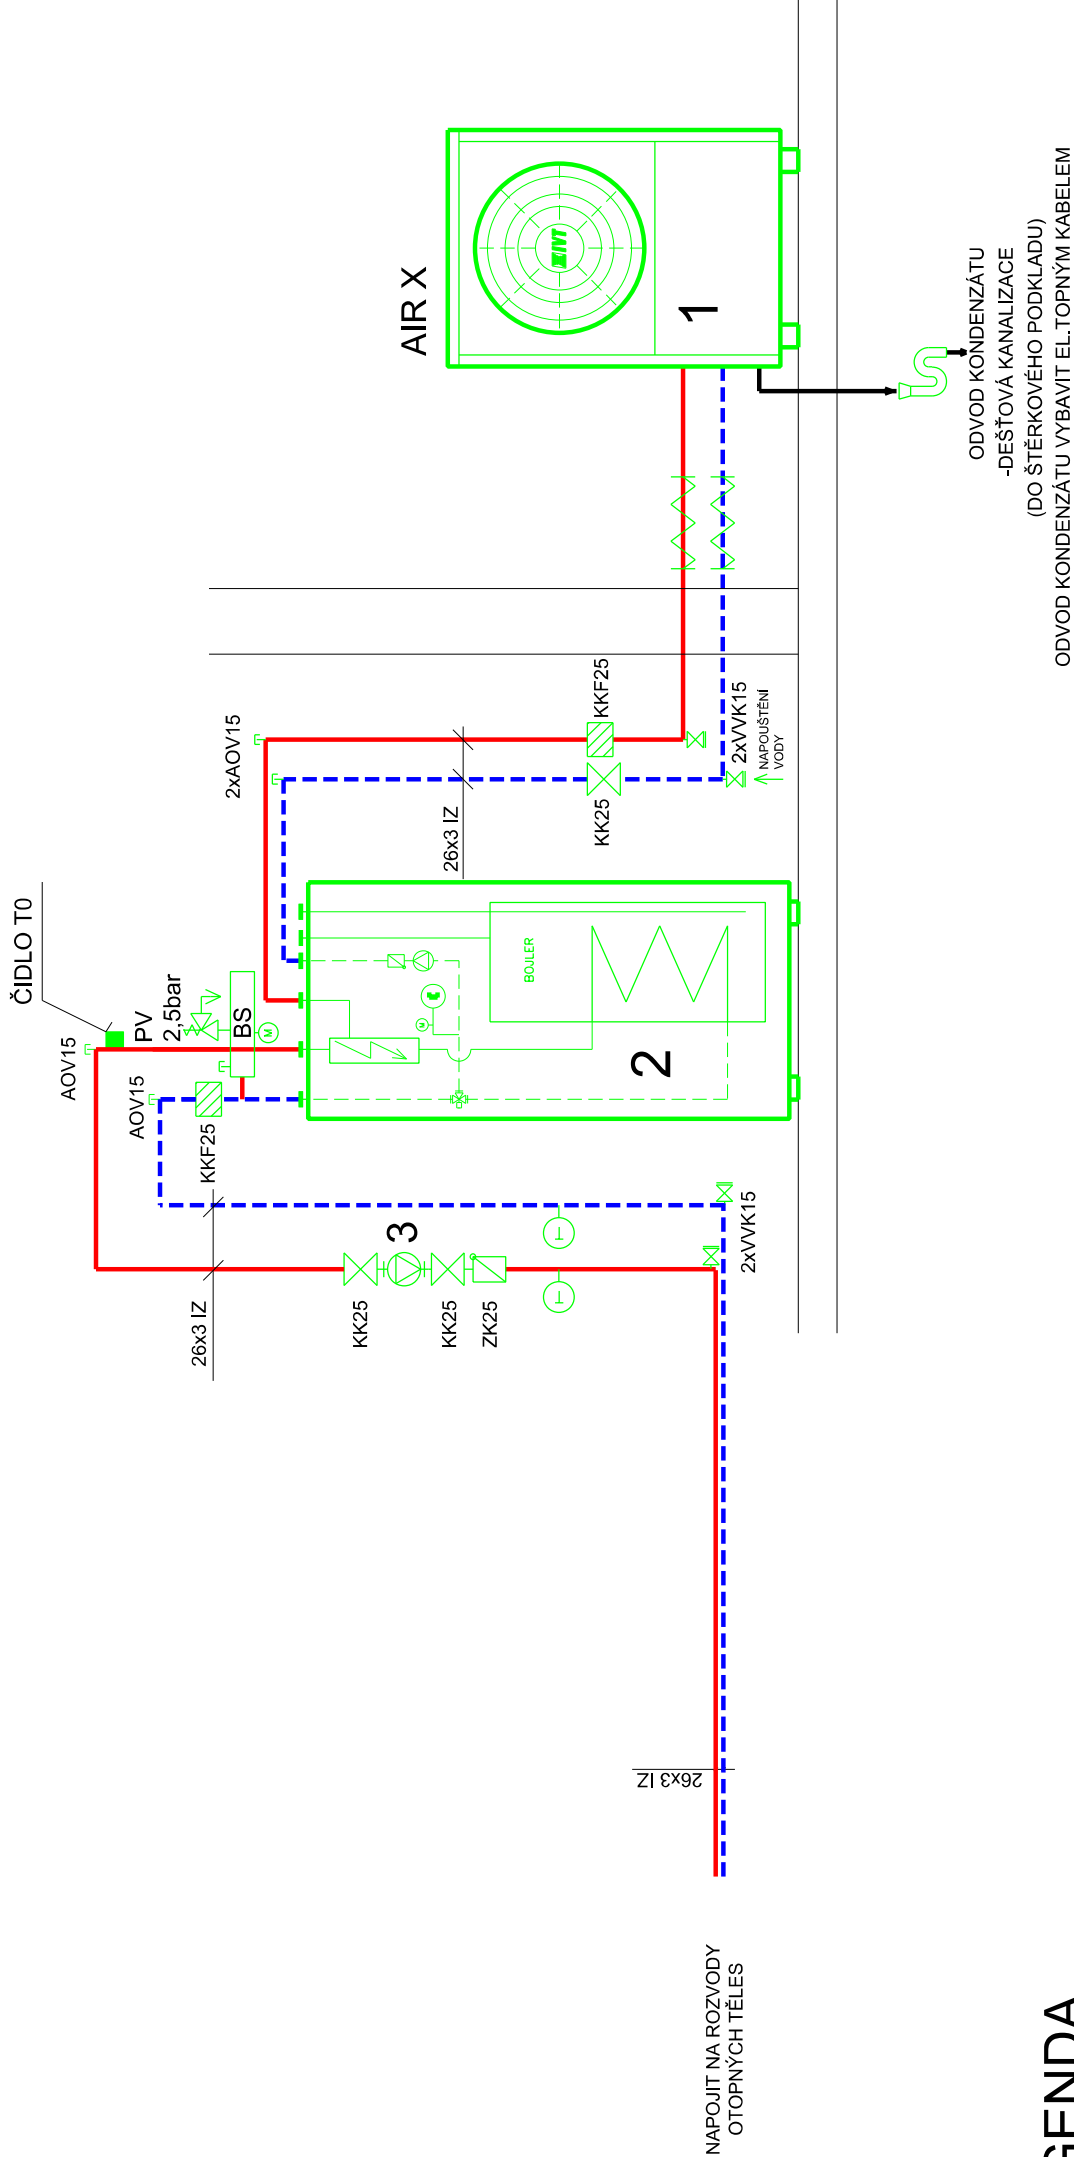 ČIDLO T0
AOV15
PV
2,5bar
BS
M
AOV15
KKF25
26x3 IZ
3
KK25
KK25
ZK25
T
T
2xVVK15
26x3 IZ
NAPOJIT NA ROZVODY
OTOPNÝCH TĚLES
2xAOV15
26x3 IZ
KKF25
KK25
2xVVK15
NAPOUŠTĚNÍ
VODY
BOJLER
M
2
AIR X
IVT
1
ODVOD KONDENZÁTU
-DEŠŤOVÁ KANALIZACE
(DO ŠTĚRKOVÉHO PODKLADU)
ODVOD KONDENZÁTU VYBAVIT EL.TOPNÝM KABELEM
GENDA